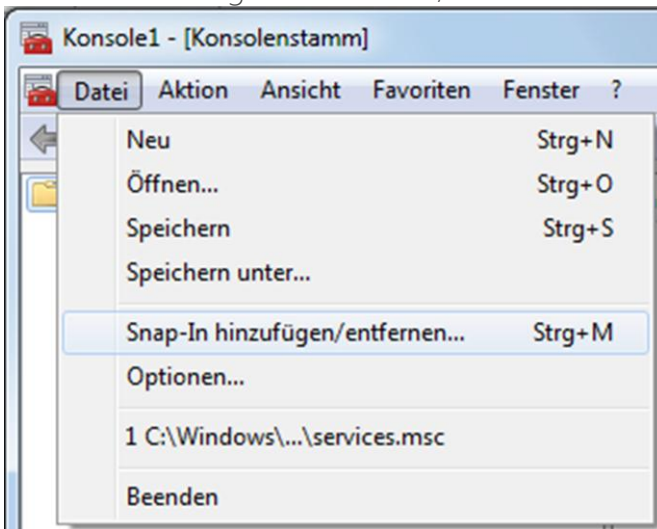 Konsole1 - [Konsolenstamm]
Datei Aktion Ansicht Favoriten Fenster ?
Neu Strg+N
Öffnen... Strg+O
Speichern Strg+S
Speichern unter...
Snap-In hinzufügen/entfernen... Strg+M
Optionen...
1 C:\Windows\...\services.msc
Beenden